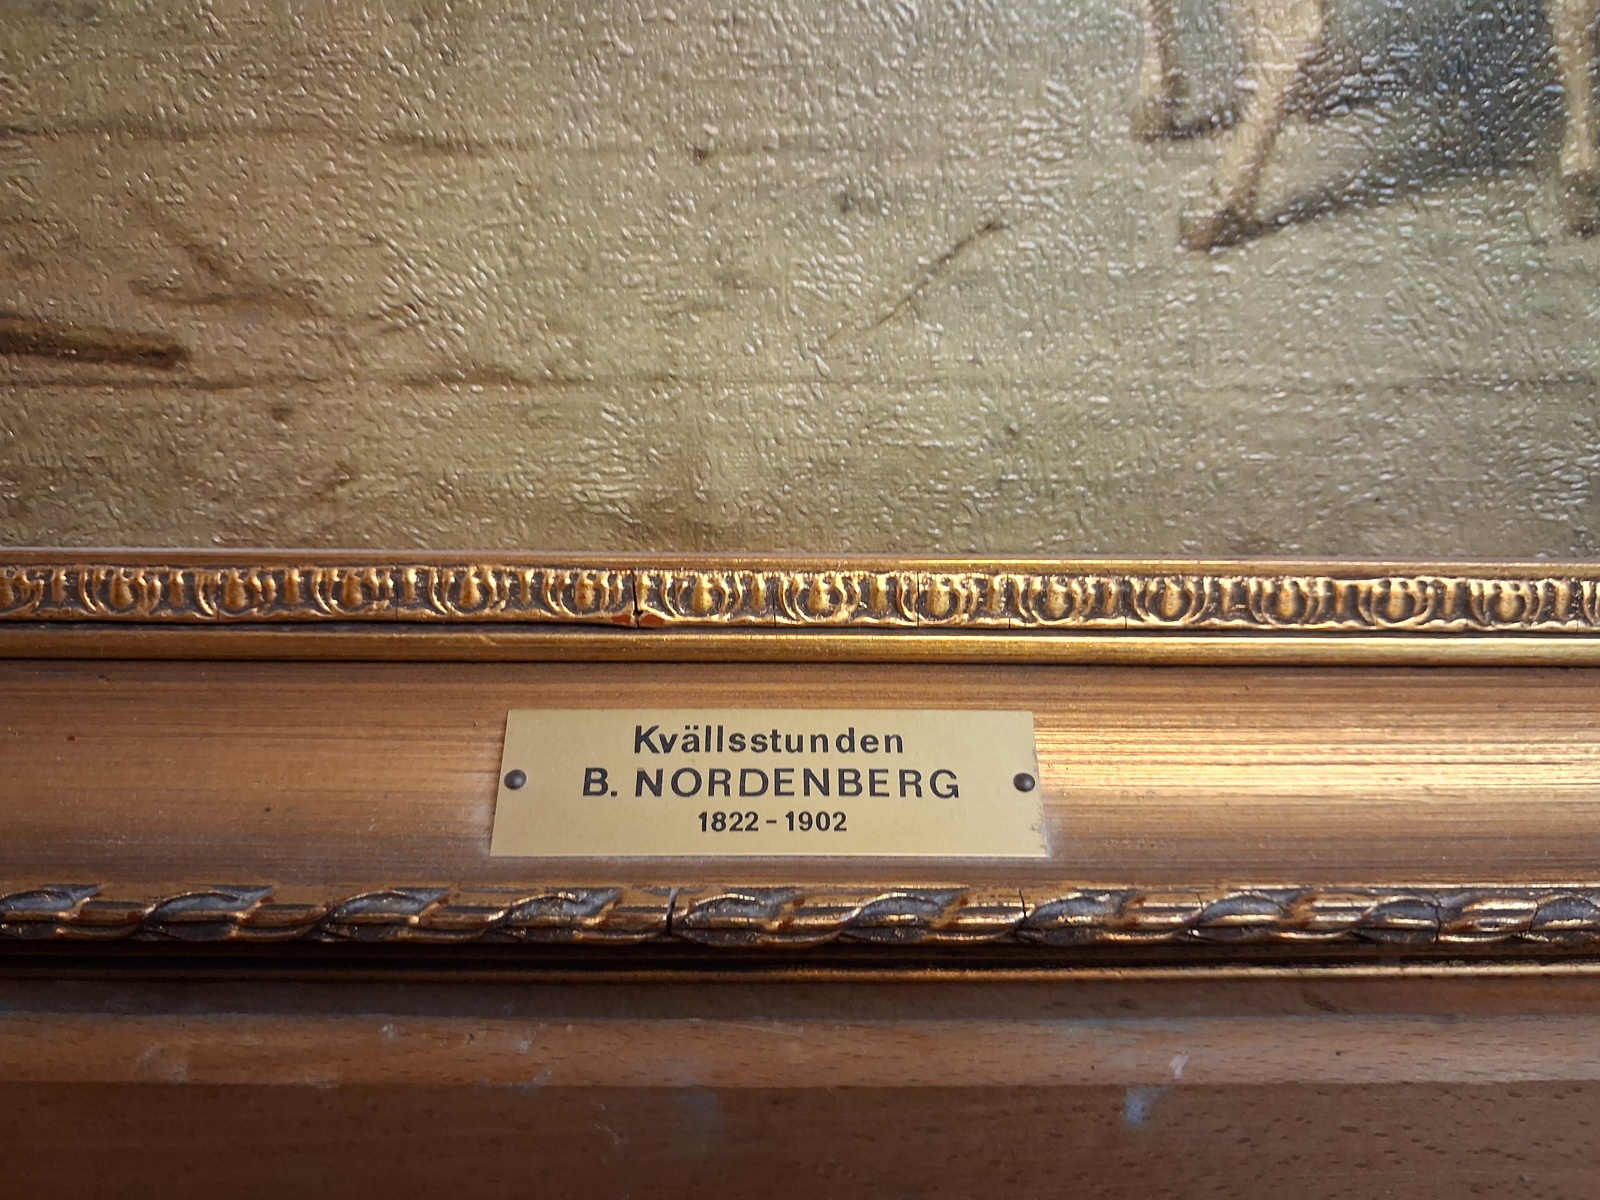 Kvällsstunden
B. NORDENBERG
1822 - 1902